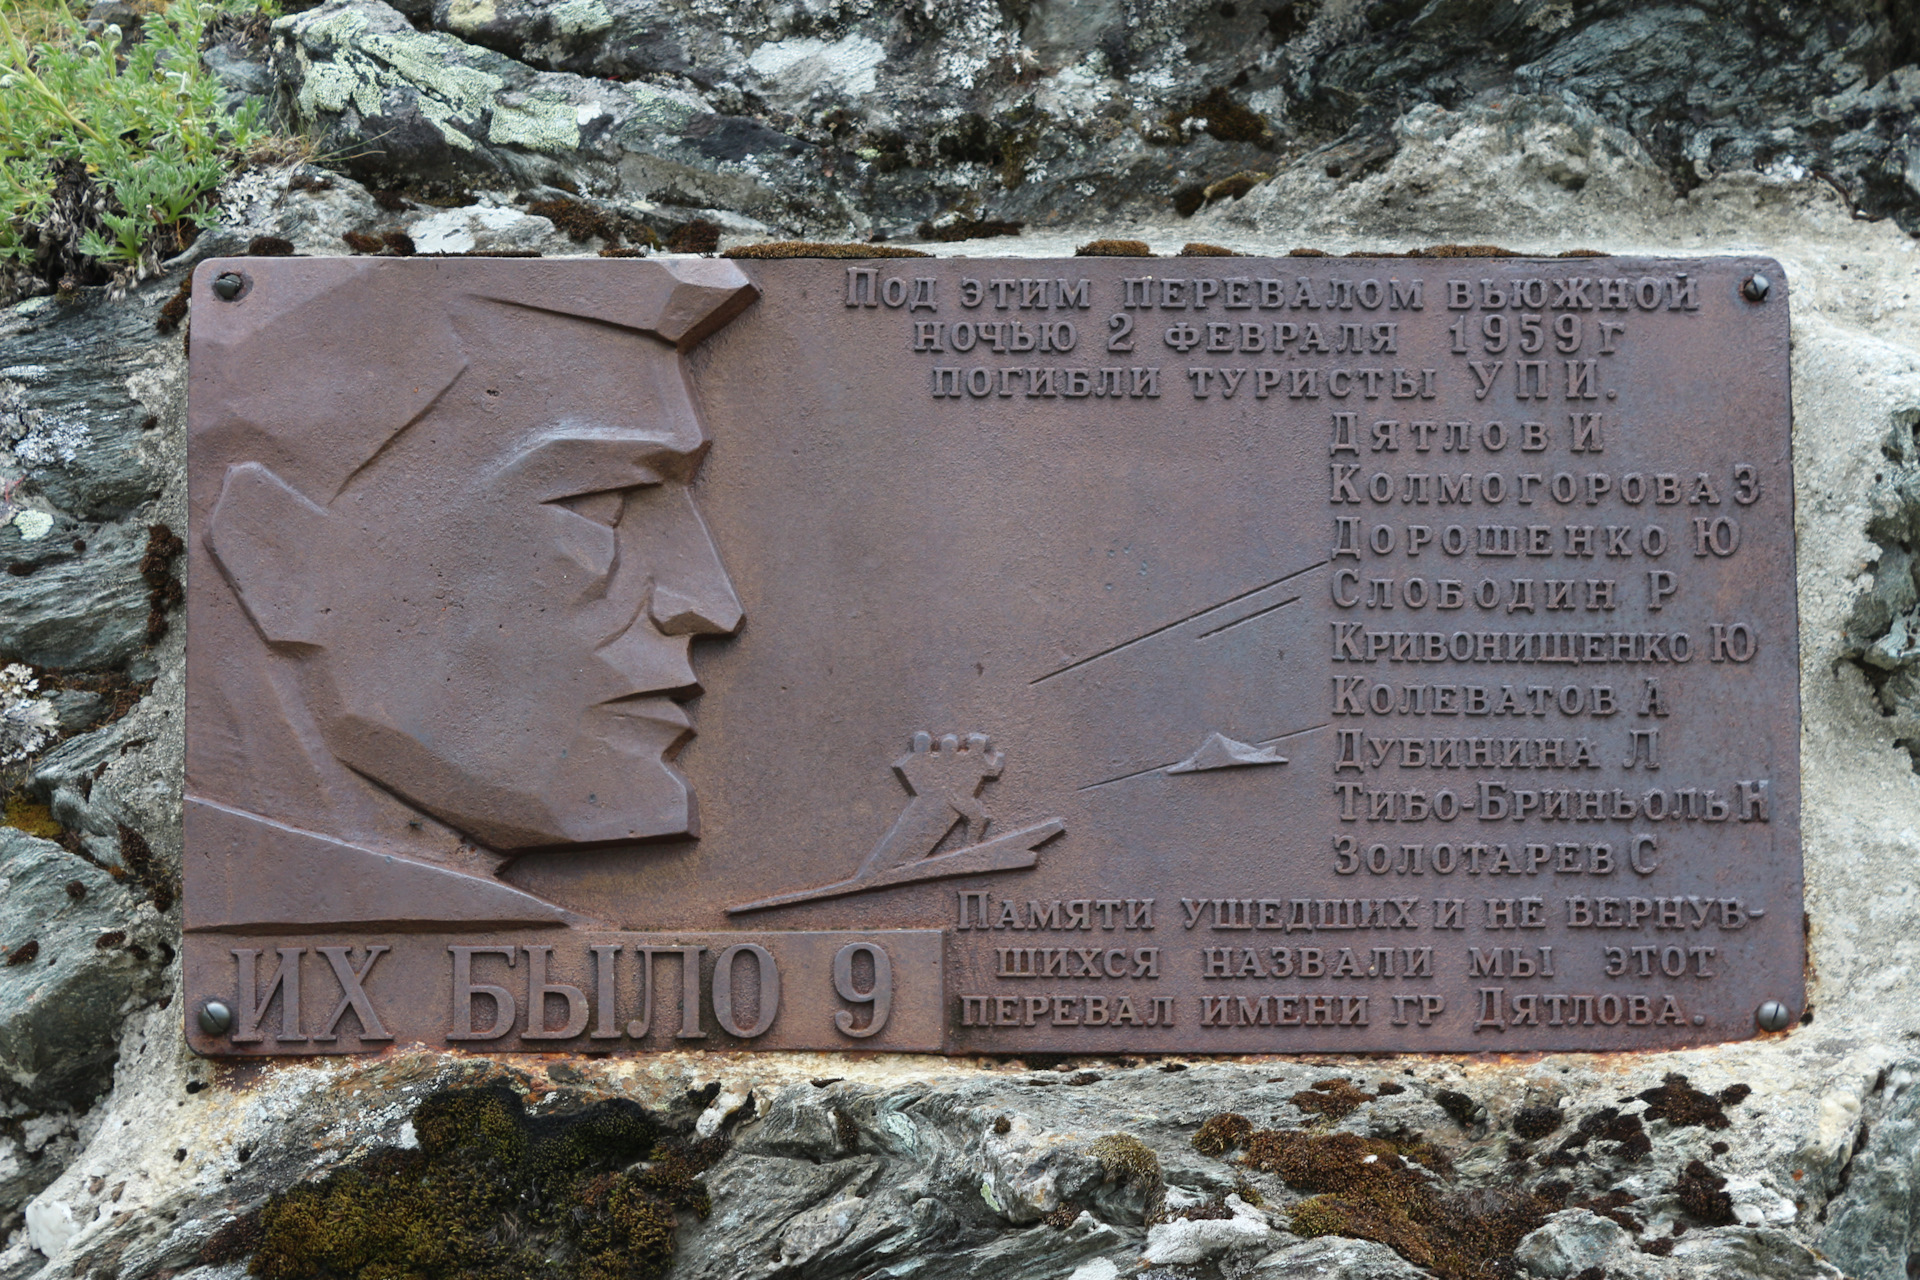 Под этим перевалом вьюжной
ночью 2 февраля 1959 г
погибли туристы УПИ.
Дятлов И
Колмогорова З
Дорошенко Ю
Слободин Р
Кривонищенко Ю
Колеватов А
Дубинина Л
Тибо-Бриньоль Н
Золотарев С
Памяти ушедших и не вернув-
шихся назвали мы этот
перевал имени гр Дятлова.
ИХ БЫЛО 9